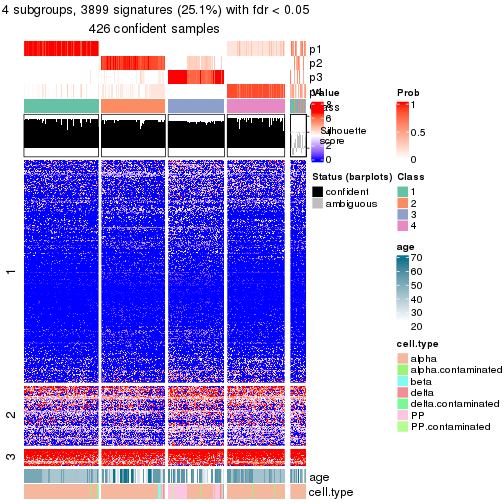 4 subgroups, 3899 signatures (25.1%) with fdr < 0.05
426 confident samples
p1
p2
p3
p4
Class
Silhouette
score
1
2
3
age
cell.type
Value
8
6
2
0
Status (barplots)
confident
ambiguous
Prob
1
0.5
0
Class
1
2
3
4
age
70
60
50
40
30
20
cell.type
alpha
alpha.contaminated
beta
delta
delta.contaminated
PP
PP.contaminated